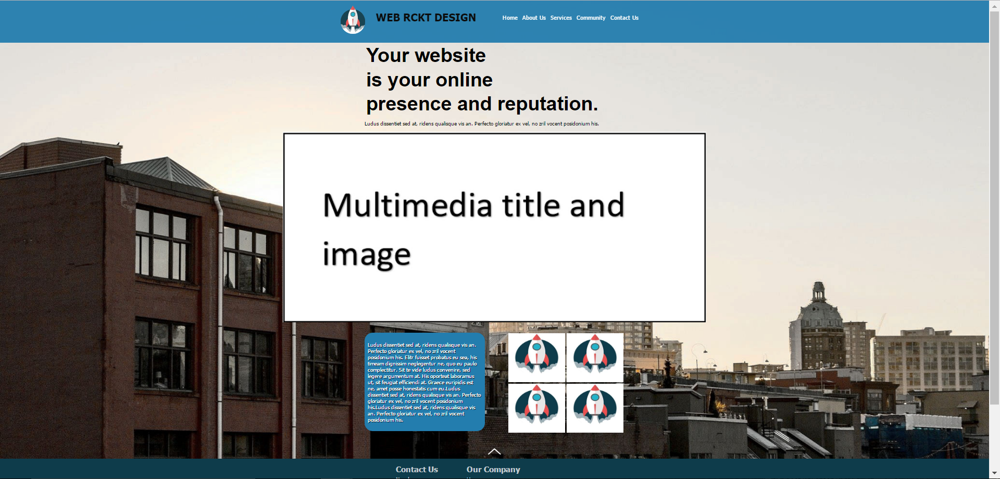 WEB RCKT DESIGN
Home About Us Services Community Contact Us
Your website
is your online
presence and reputation.
Ludus dissentiet sed at, ridens qualisque vis an. Perfecto gloriatur ex vel, no zril vocent posidonium his.
Multimedia title and
image
Ludus dissentiet sed at, ridens qualisque vis an.
Perfecto gloriatur ex vel, no zril vocent
posidonium his. Elitr fuisset probatus eu sea, his
timeam dignissim neglegentur ne, quo eu paulo
complectitur. Sit te vide ludus convenire, sed
legere argumentum at. His oporteat laboramus
ut, sit feugiat efficiendi at. Graece euripidis est
ne, amet posse honestatis cum eu.Ludus
dissentiet sed at, ridens qualisque vis an. Perfecto
gloriatur ex vel, no zril vocent posidonium
his.Ludus dissentiet sed at, ridens qualisque vis
an. Perfecto gloriatur ex vel, no zril vocent
posidonium his.
Contact Us Our Company